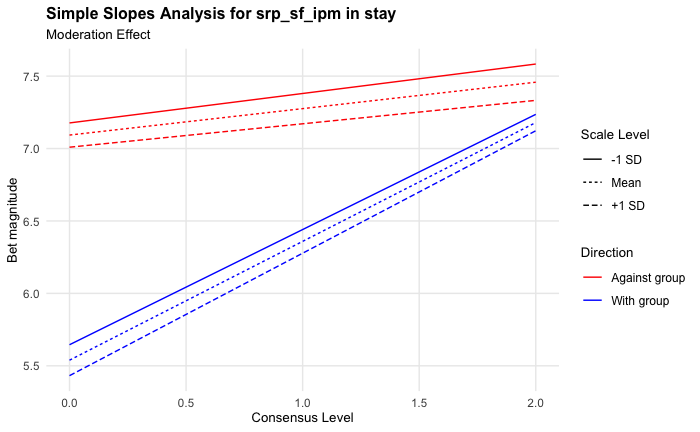 Simple Slopes Analysis for srp_sf_ipm in stay
Moderation Effect
Bet magnitude
7.5
7.0
6.5
6.0
5.5
0.0 0.5 1.0 1.5 2.0
Consensus Level
Scale Level
-1 SD
Mean
+1 SD
Direction
Against group
With group